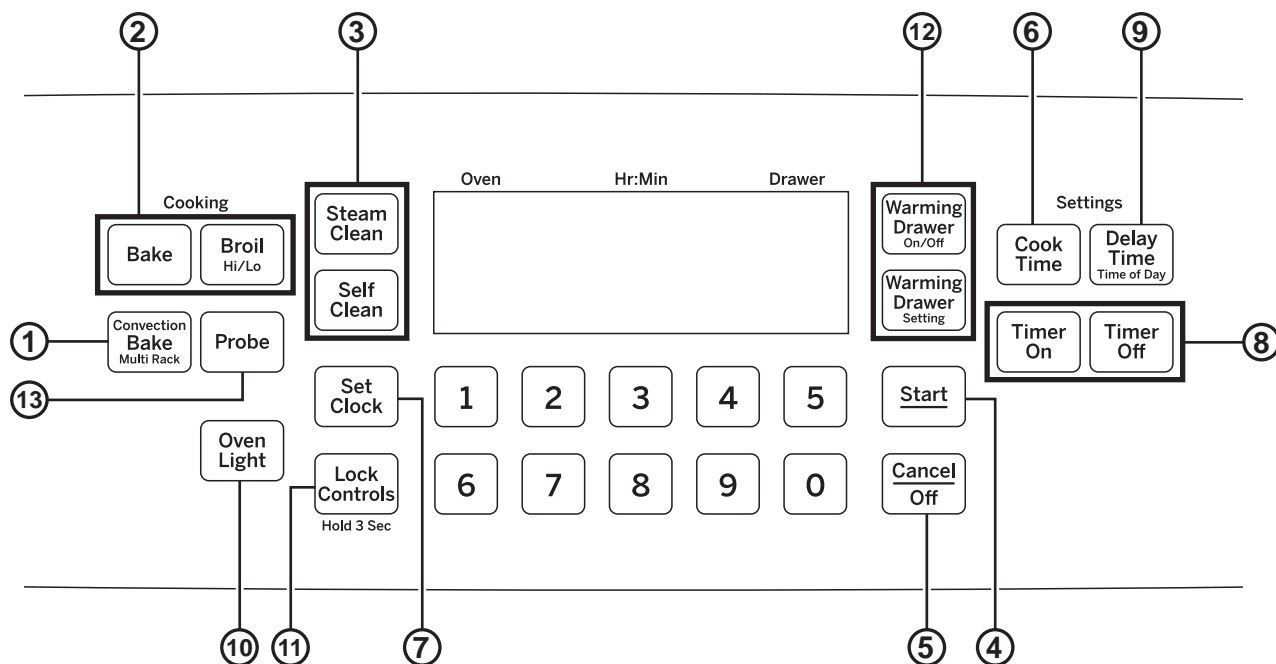 2
3
12
6
9
Oven
Hr:Min
Drawer
Cooking
Settings
Bake
Broil
Hi/Lo
Steam
Clean
Self
Clean
Warming
Drawer
On/Off
Warming
Drawer
Setting
Cook
Time
Delay
Time
Time of Day
1
Convection
Bake
Multi Rack
Probe
Timer
On
Timer
Off
8
13
Set
Clock
1
2
3
4
5
Start
Oven
Light
Lock
Controls
Hold 3 Sec
6
7
8
9
0
Cancel
Off
10
11
7
5
4